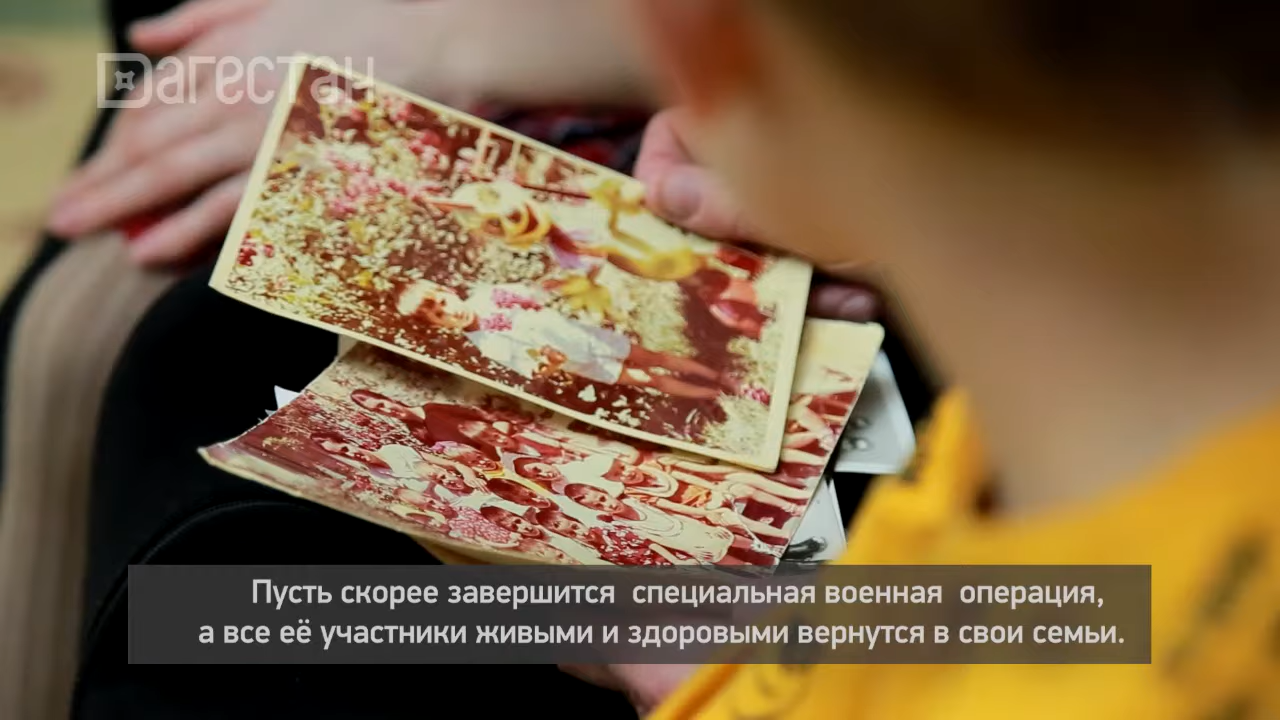 Дагестан
Пусть скорее завершится специальная военная операция,
а все её участники живыми и здоровыми вернутся в свои семьи.